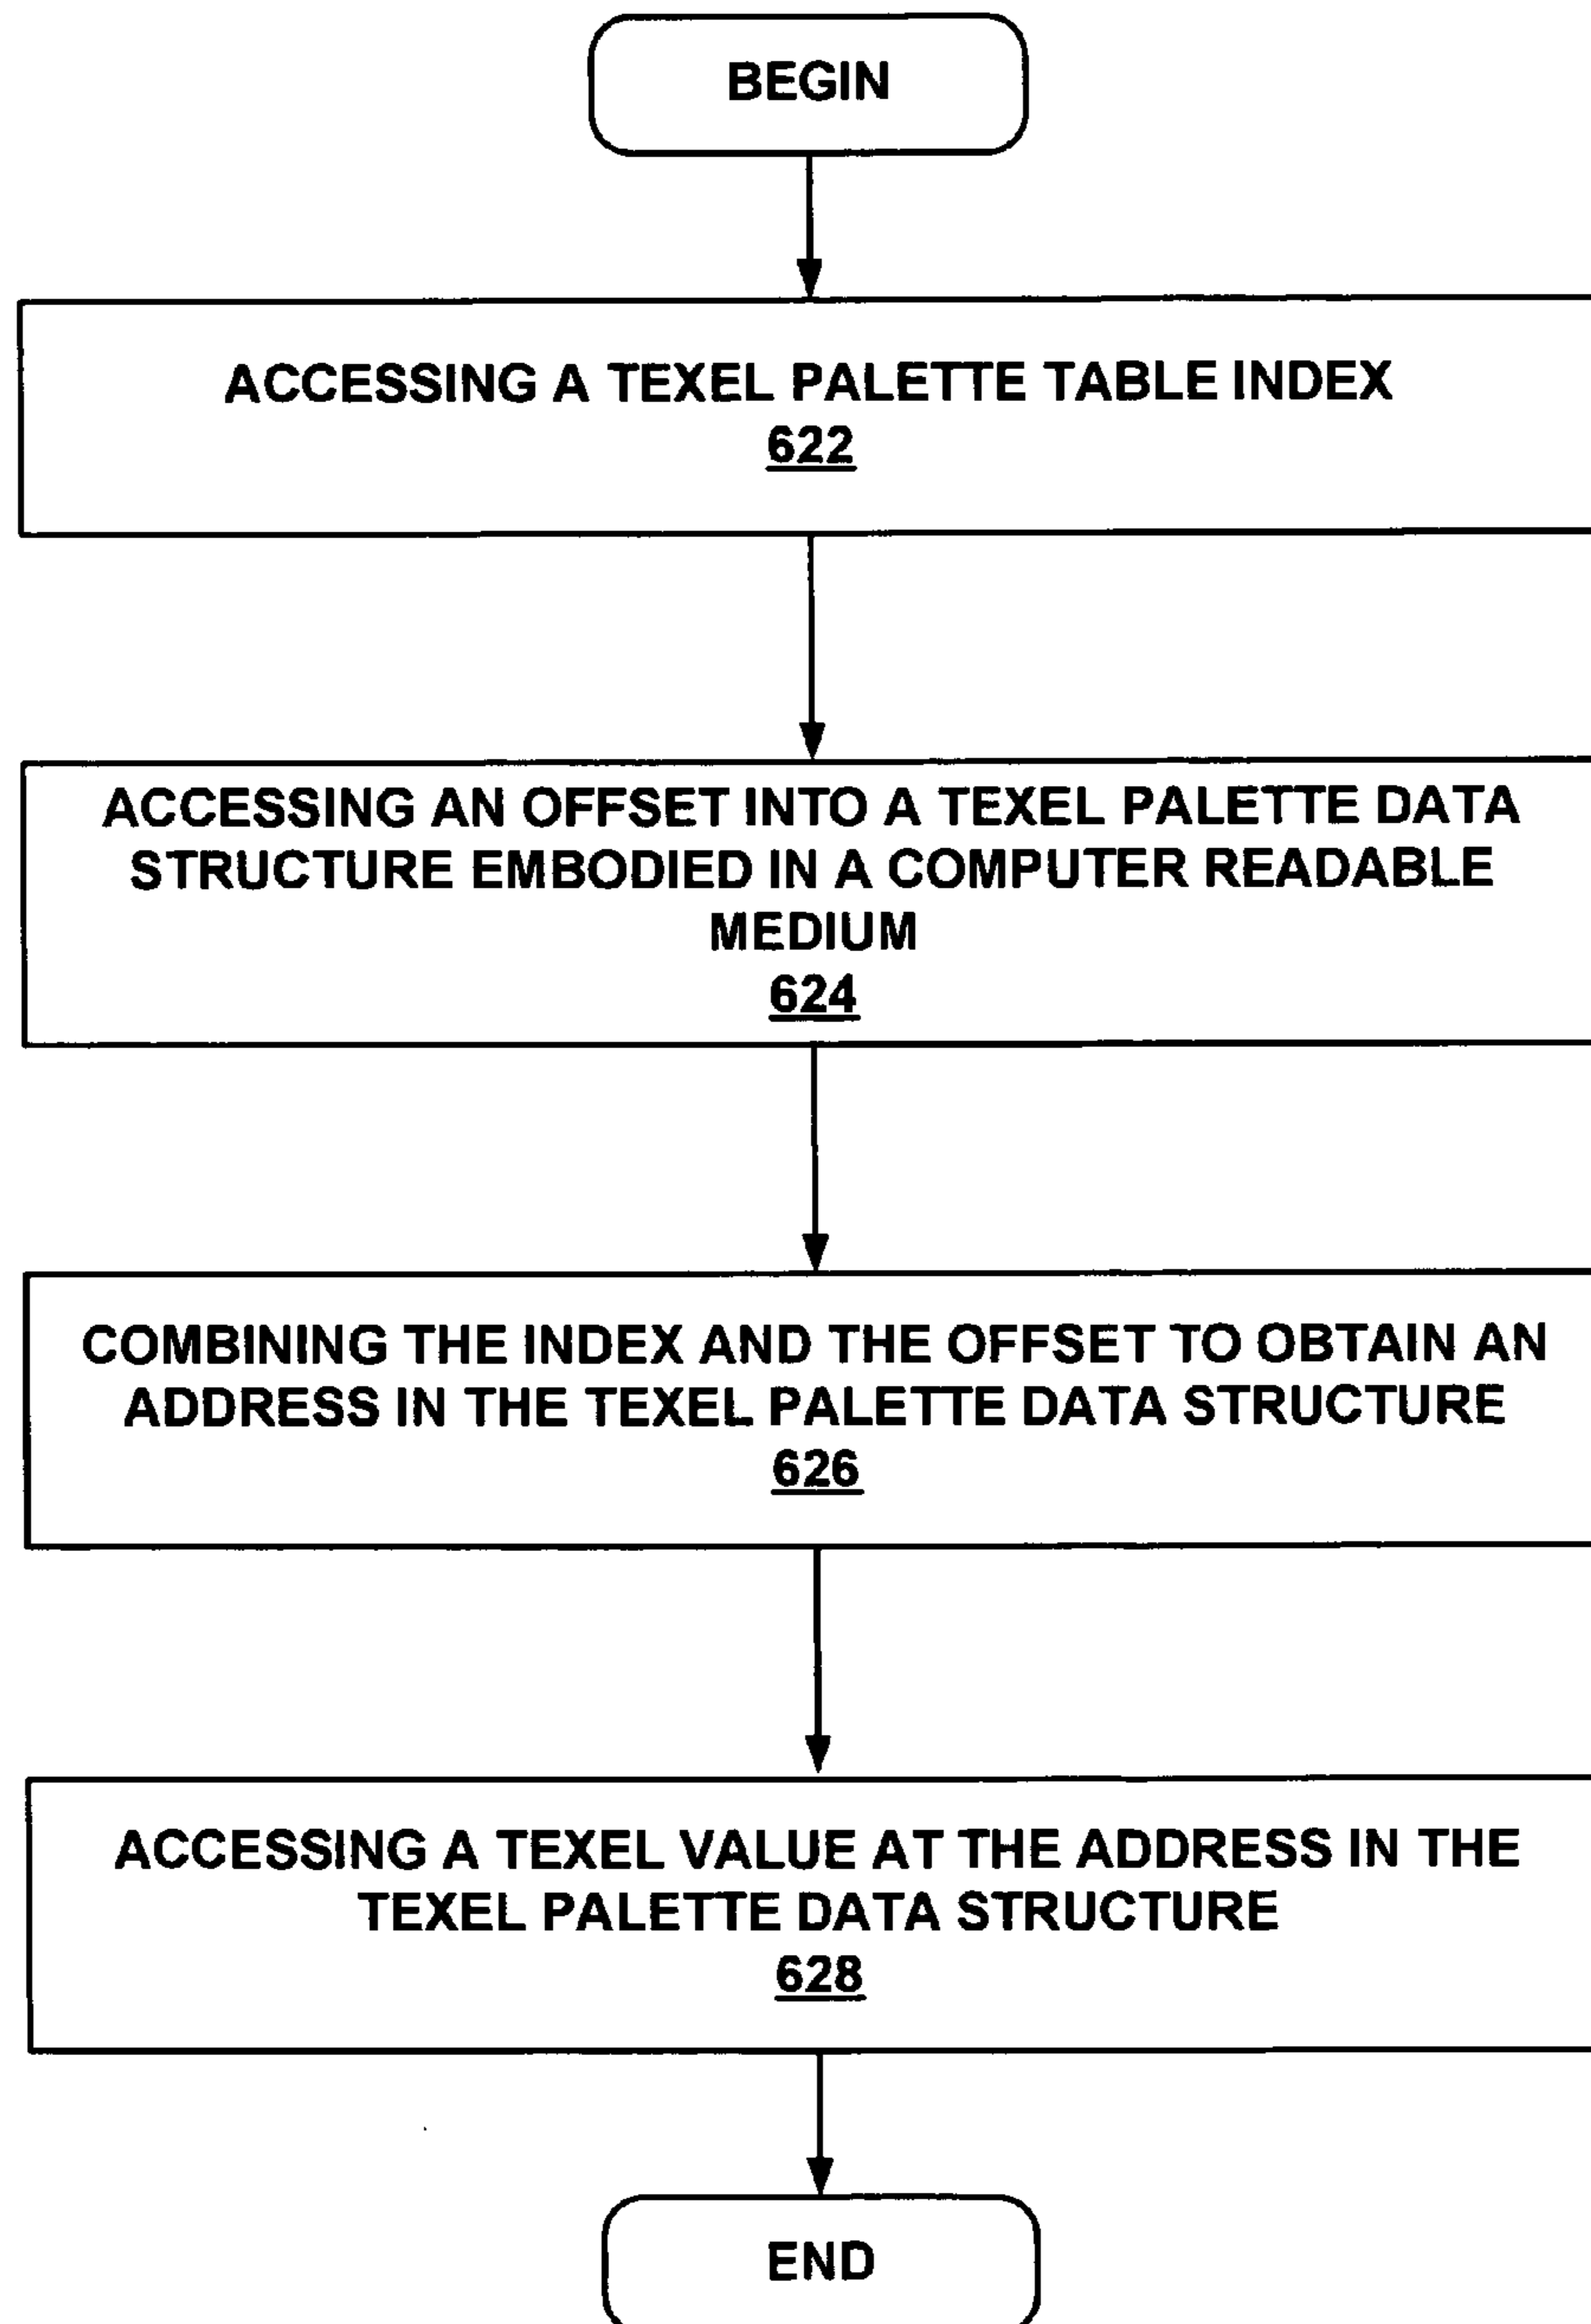 BEGIN
ACCESSING A TEXEL PALETTE TABLE INDEX
622
ACCESSING AN OFFSET INTO A TEXEL PALETTE DATA
STRUCTURE EMBODIED IN A COMPUTER READABLE
MEDIUM
624
COMBINING THE INDEX AND THE OFFSET TO OBTAIN AN
ADDRESS IN THE TEXEL PALETTE DATA STRUCTURE
626
ACCESSING A TEXEL VALUE AT THE ADDRESS IN THE
TEXEL PALETTE DATA STRUCTURE
628
END